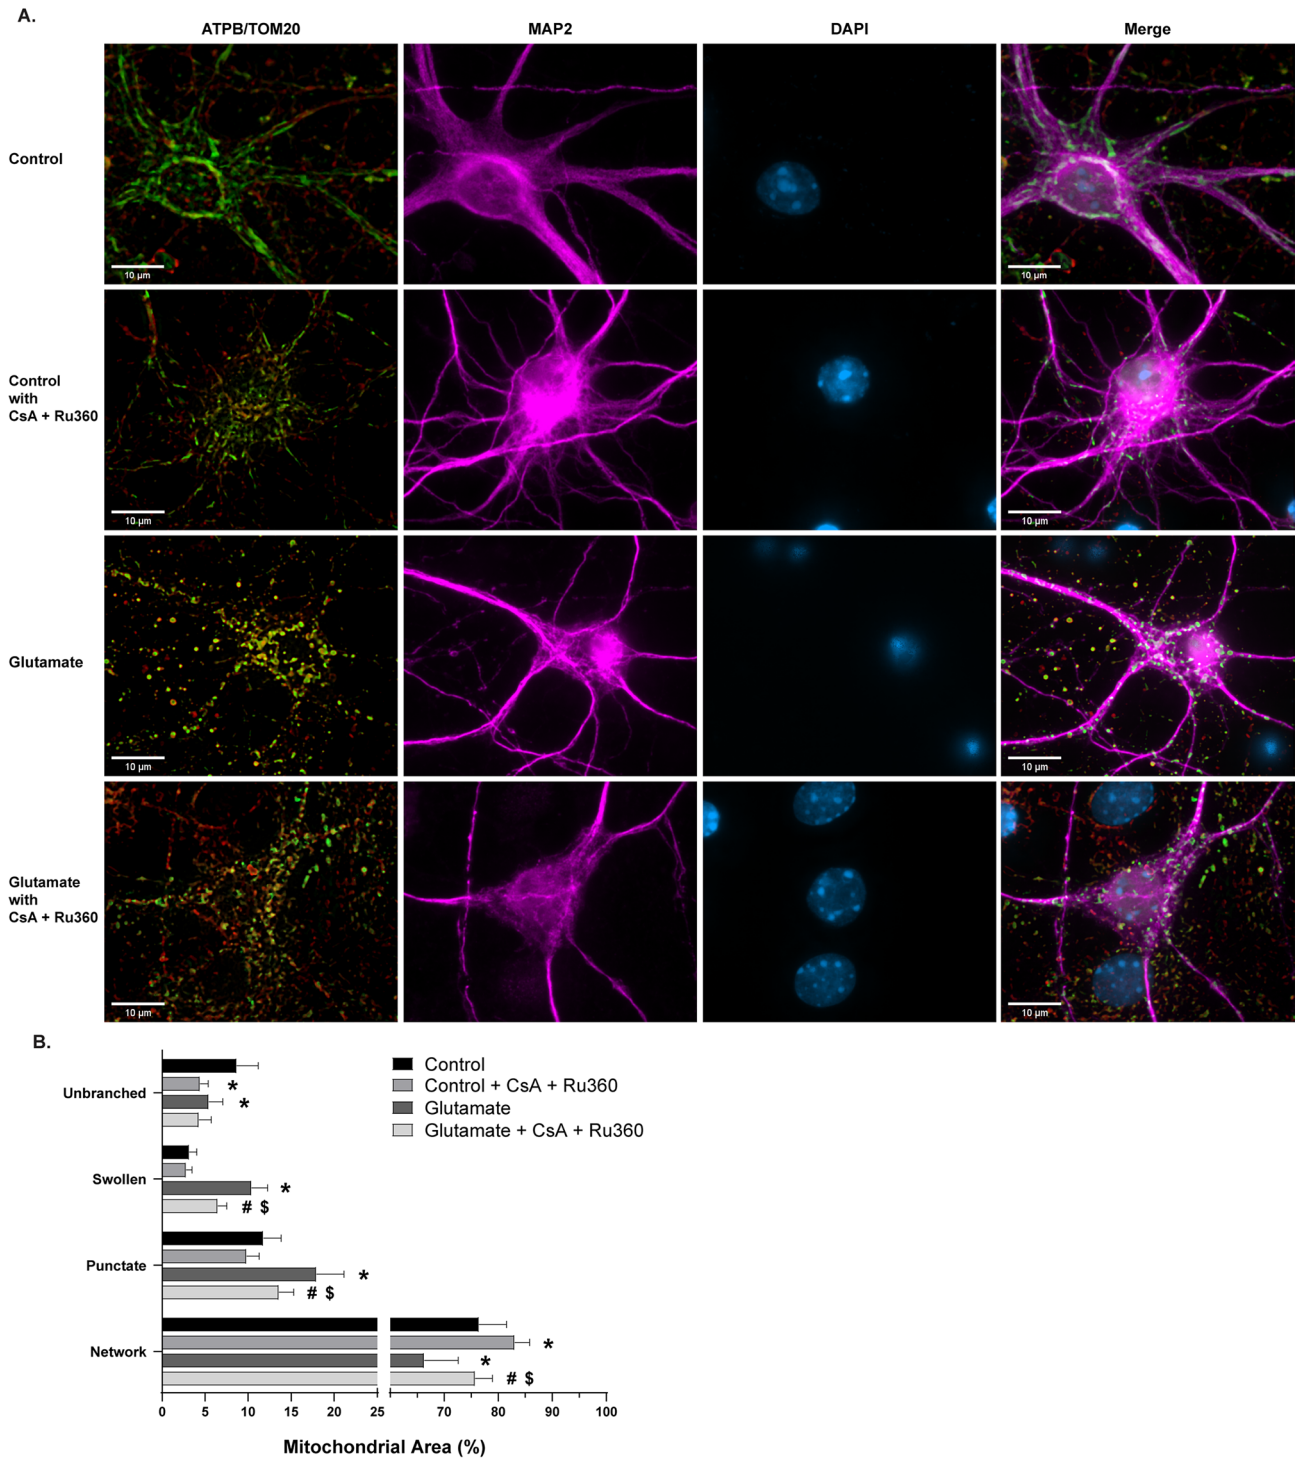 A.
ATPB/TOM20 MAP2 DAPI Merge
Control
10 µm 10 µm
Control
with
CsA + Ru360
10 µm 10 µm
Glutamate
10 µm 10 µm
Glutamate
with
CsA + Ru360
10 µm 10 µm
B.
Unbranched
*
*
Swollen
*
# $
Punctate
*
# $
Network
*
*
# $
Control
Control + CsA + Ru360
Glutamate
Glutamate + CsA + Ru360
0 5 10 15 20 25 70 80 90 100
Mitochondrial Area (%)